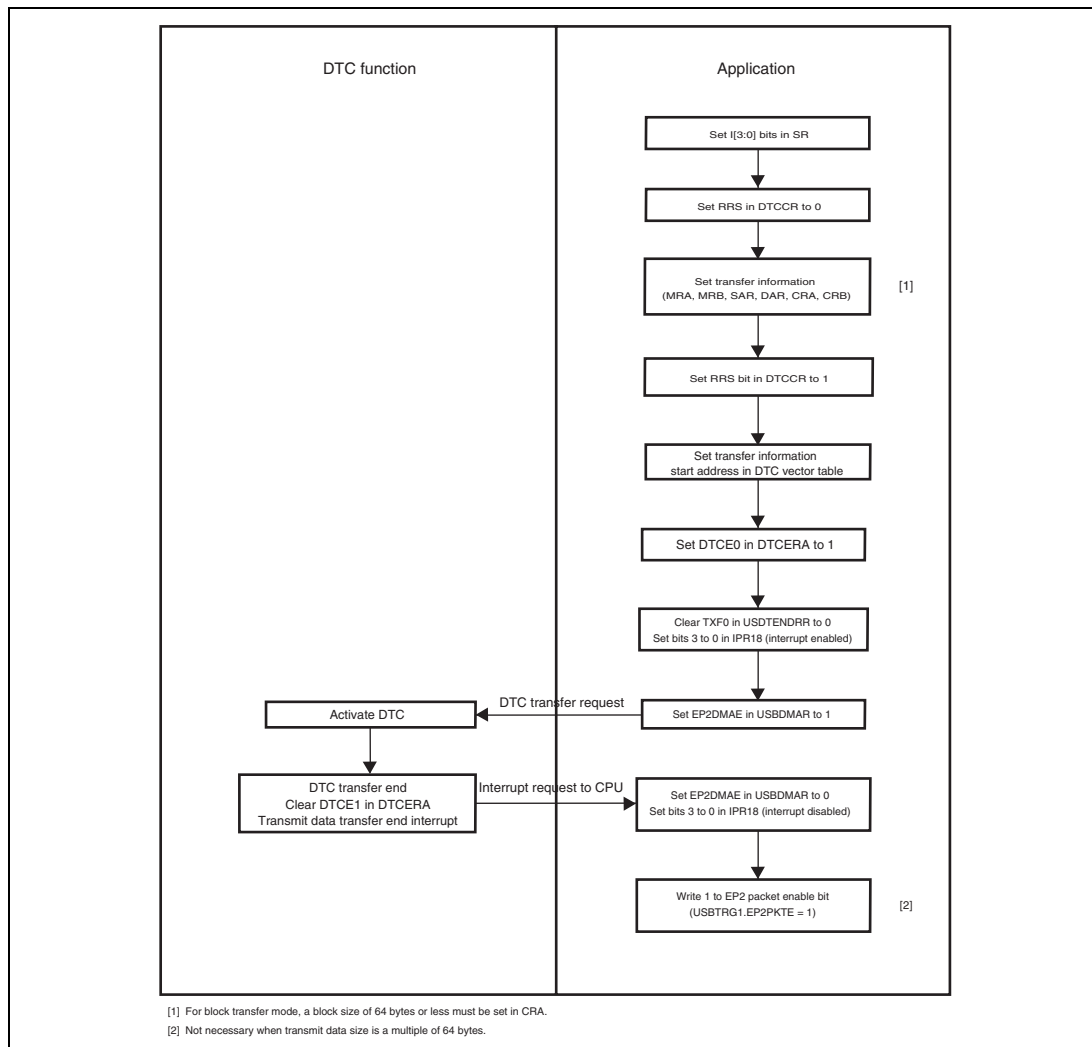 DTC function
Application
Set I[3:0] bits in SR
Set RRS in DTCCR to 0
Set transfer information
(MRA, MRB, SAR, DAR, CRA, CRB)
[1]
Set RRS bit in DTCCR to 1
Set transfer information
start address in DTC vector table
Set DTCE0 in DTCERA to 1
Clear TXF0 in USDTENDRR to 0
Set bits 3 to 0 in IPR18 (interrupt enabled)
DTC transfer request
Activate DTC
Set EP2DMAE in USBDMAR to 1
DTC transfer end
Clear DTCE1 in DTCERA
Transmit data transfer end interrupt
Interrupt request to CPU
Set EP2DMAE in USBDMAR to 0
Set bits 3 to 0 in IPR18 (interrupt disabled)
Write 1 to EP2 packet enable bit
(USBTRG1.EP2PKTE = 1)
[2]
[1] For block transfer mode, a block size of 64 bytes or less must be set in CRA.
[2] Not necessary when transmit data size is a multiple of 64 bytes.